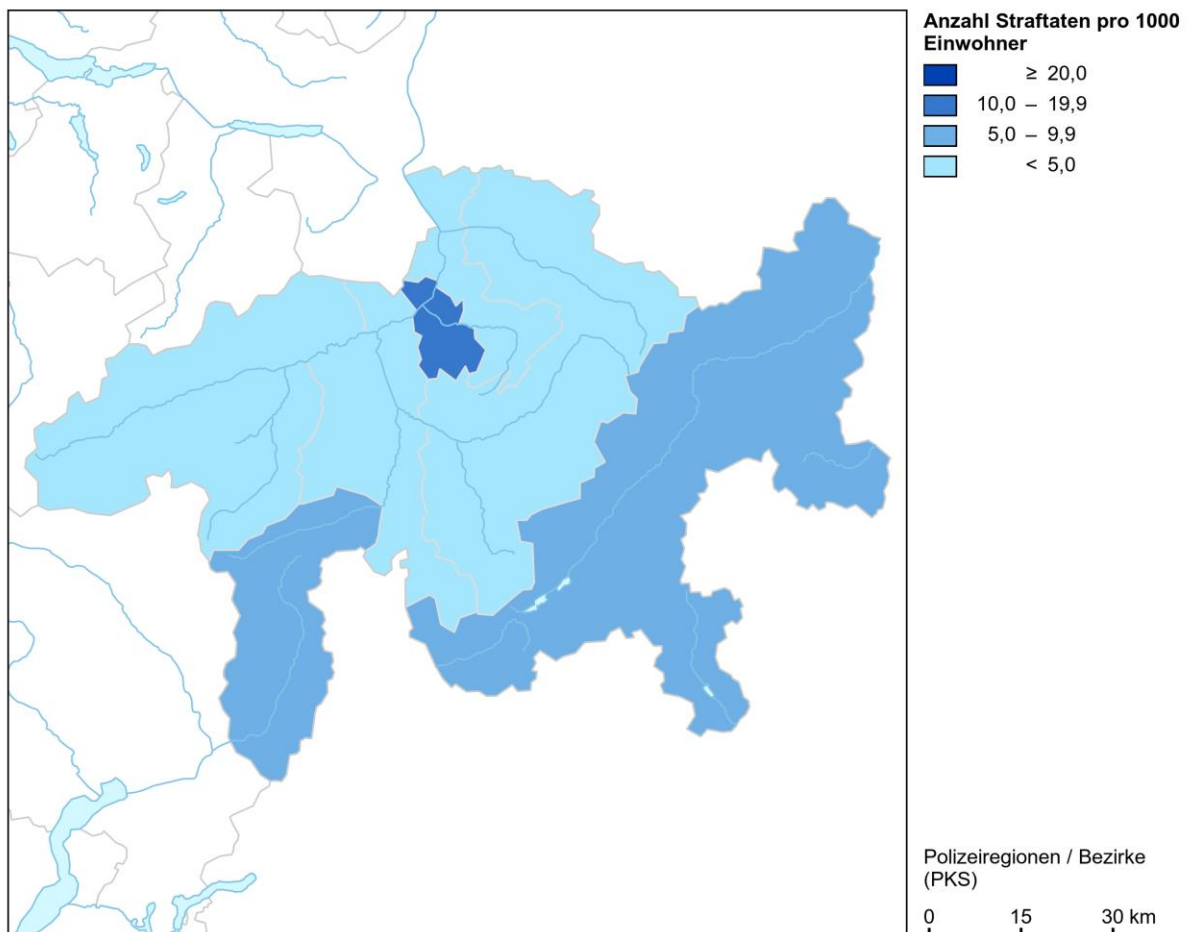 Anzahl Straftaten pro 1000
Einwohner
≥ 20,0
10,0 – 19,9
5,0 – 9,9
< 5,0
Polizeiregionen / Bezirke
(PKS)
0 15 30 km